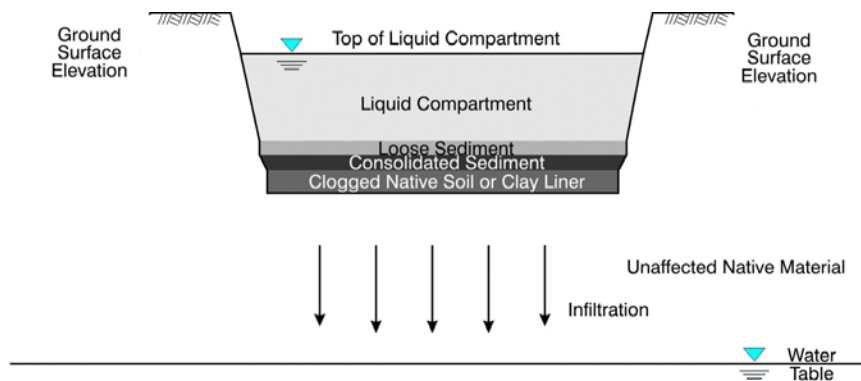 Ground
Surface
Elevation
Top of Liquid Compartment
Ground
Surface
Elevation
Liquid Compartment
Loose Sediment
Consolidated Sediment
Clogged Native Soil or Clay Liner
Unaffected Native Material
Infiltration
Water
Table